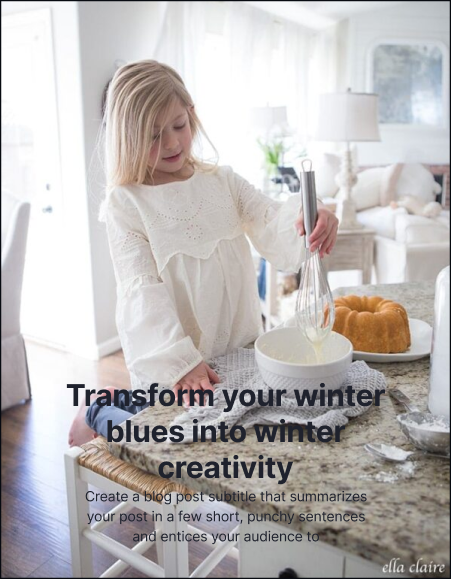 Transform your winter
blues into winter
creativity
Create a blog post subtitle that summarizes
your post in a few short, punchy sentences
and entices your audience to
ella claire